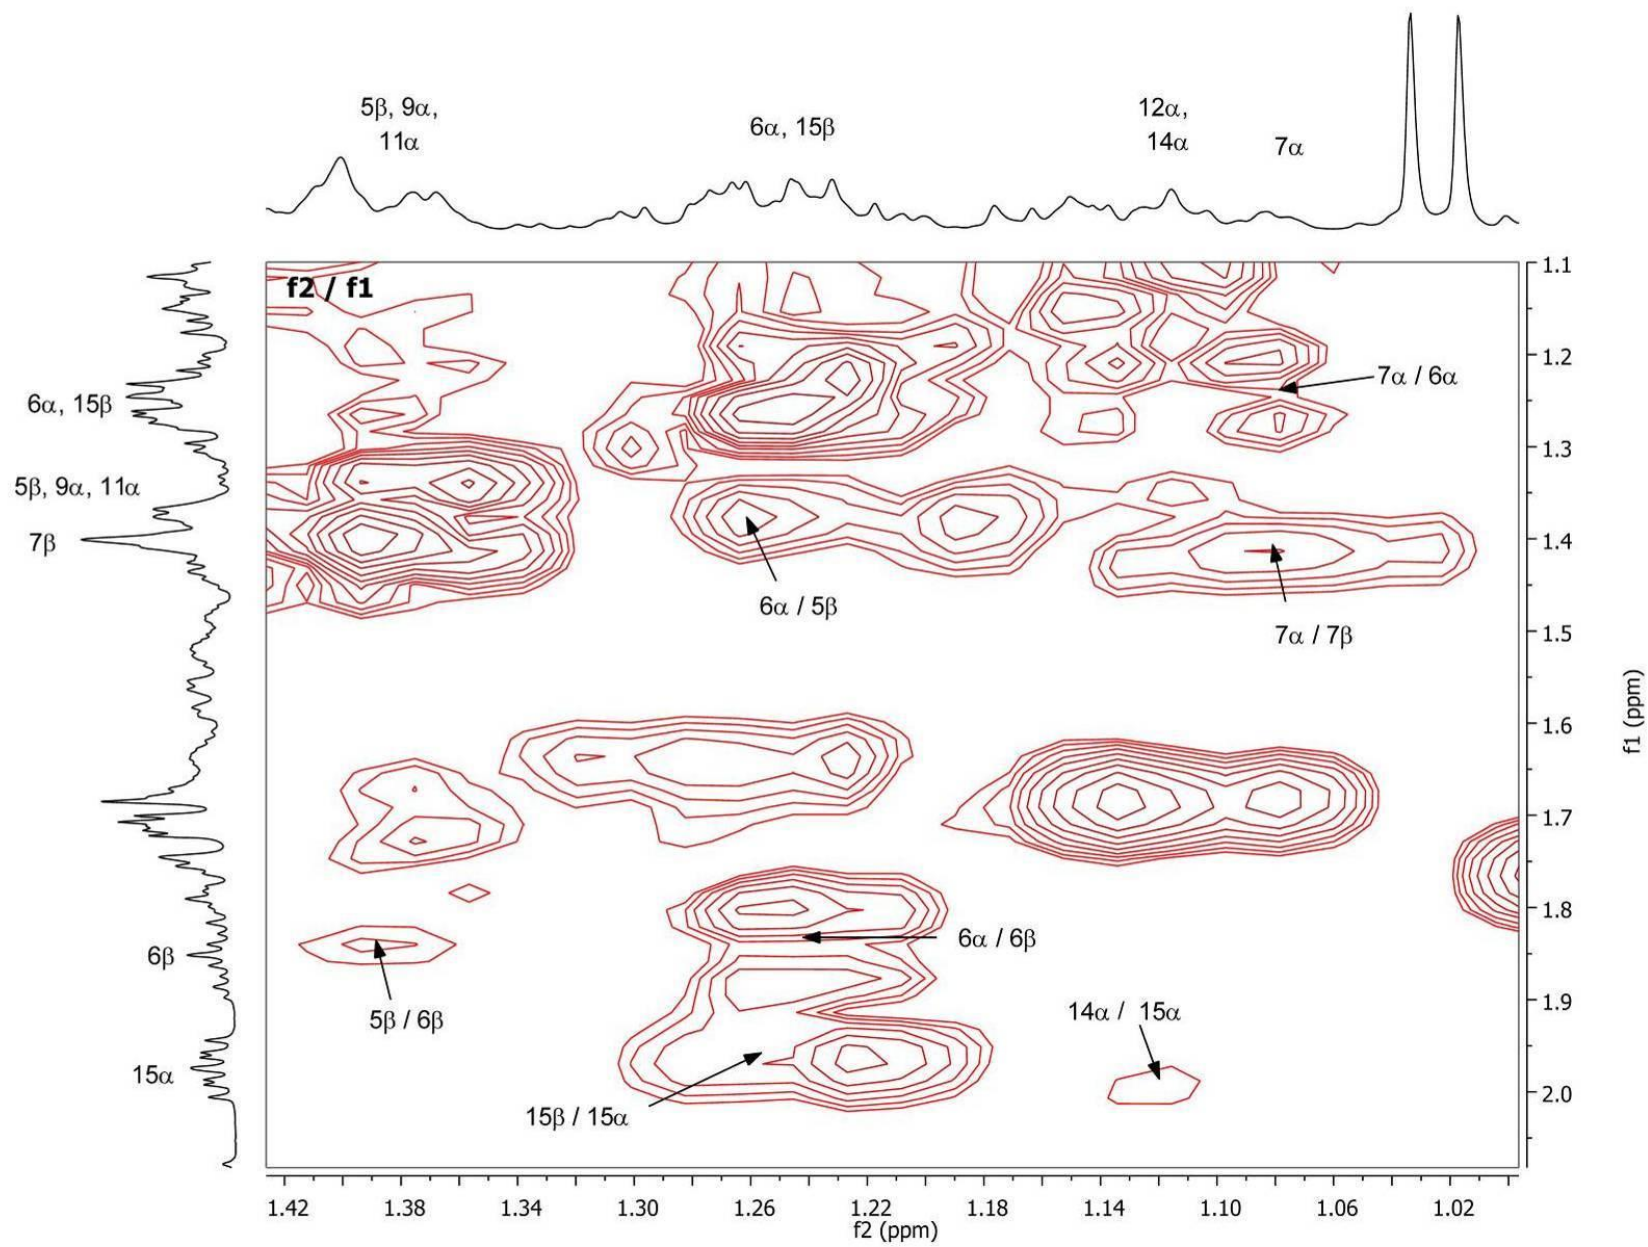 5β, 9α,
11α
6α, 15β
12α,
14α
7α
f2 / f1
1.1
1.2
7α / 6α
6α, 15β
1.3
5β, 9α, 11α
7β
1.4
6α / 5β
7α / 7β
1.5
1.6
f1 (ppm)
1.7
1.8
6α / 6β
6β
1.9
5β / 6β
14α / 15α
15α
2.0
15β / 15α
1.42 1.38 1.34 1.30 1.26 1.22 1.18 1.14 1.10 1.06 1.02
f2 (ppm)